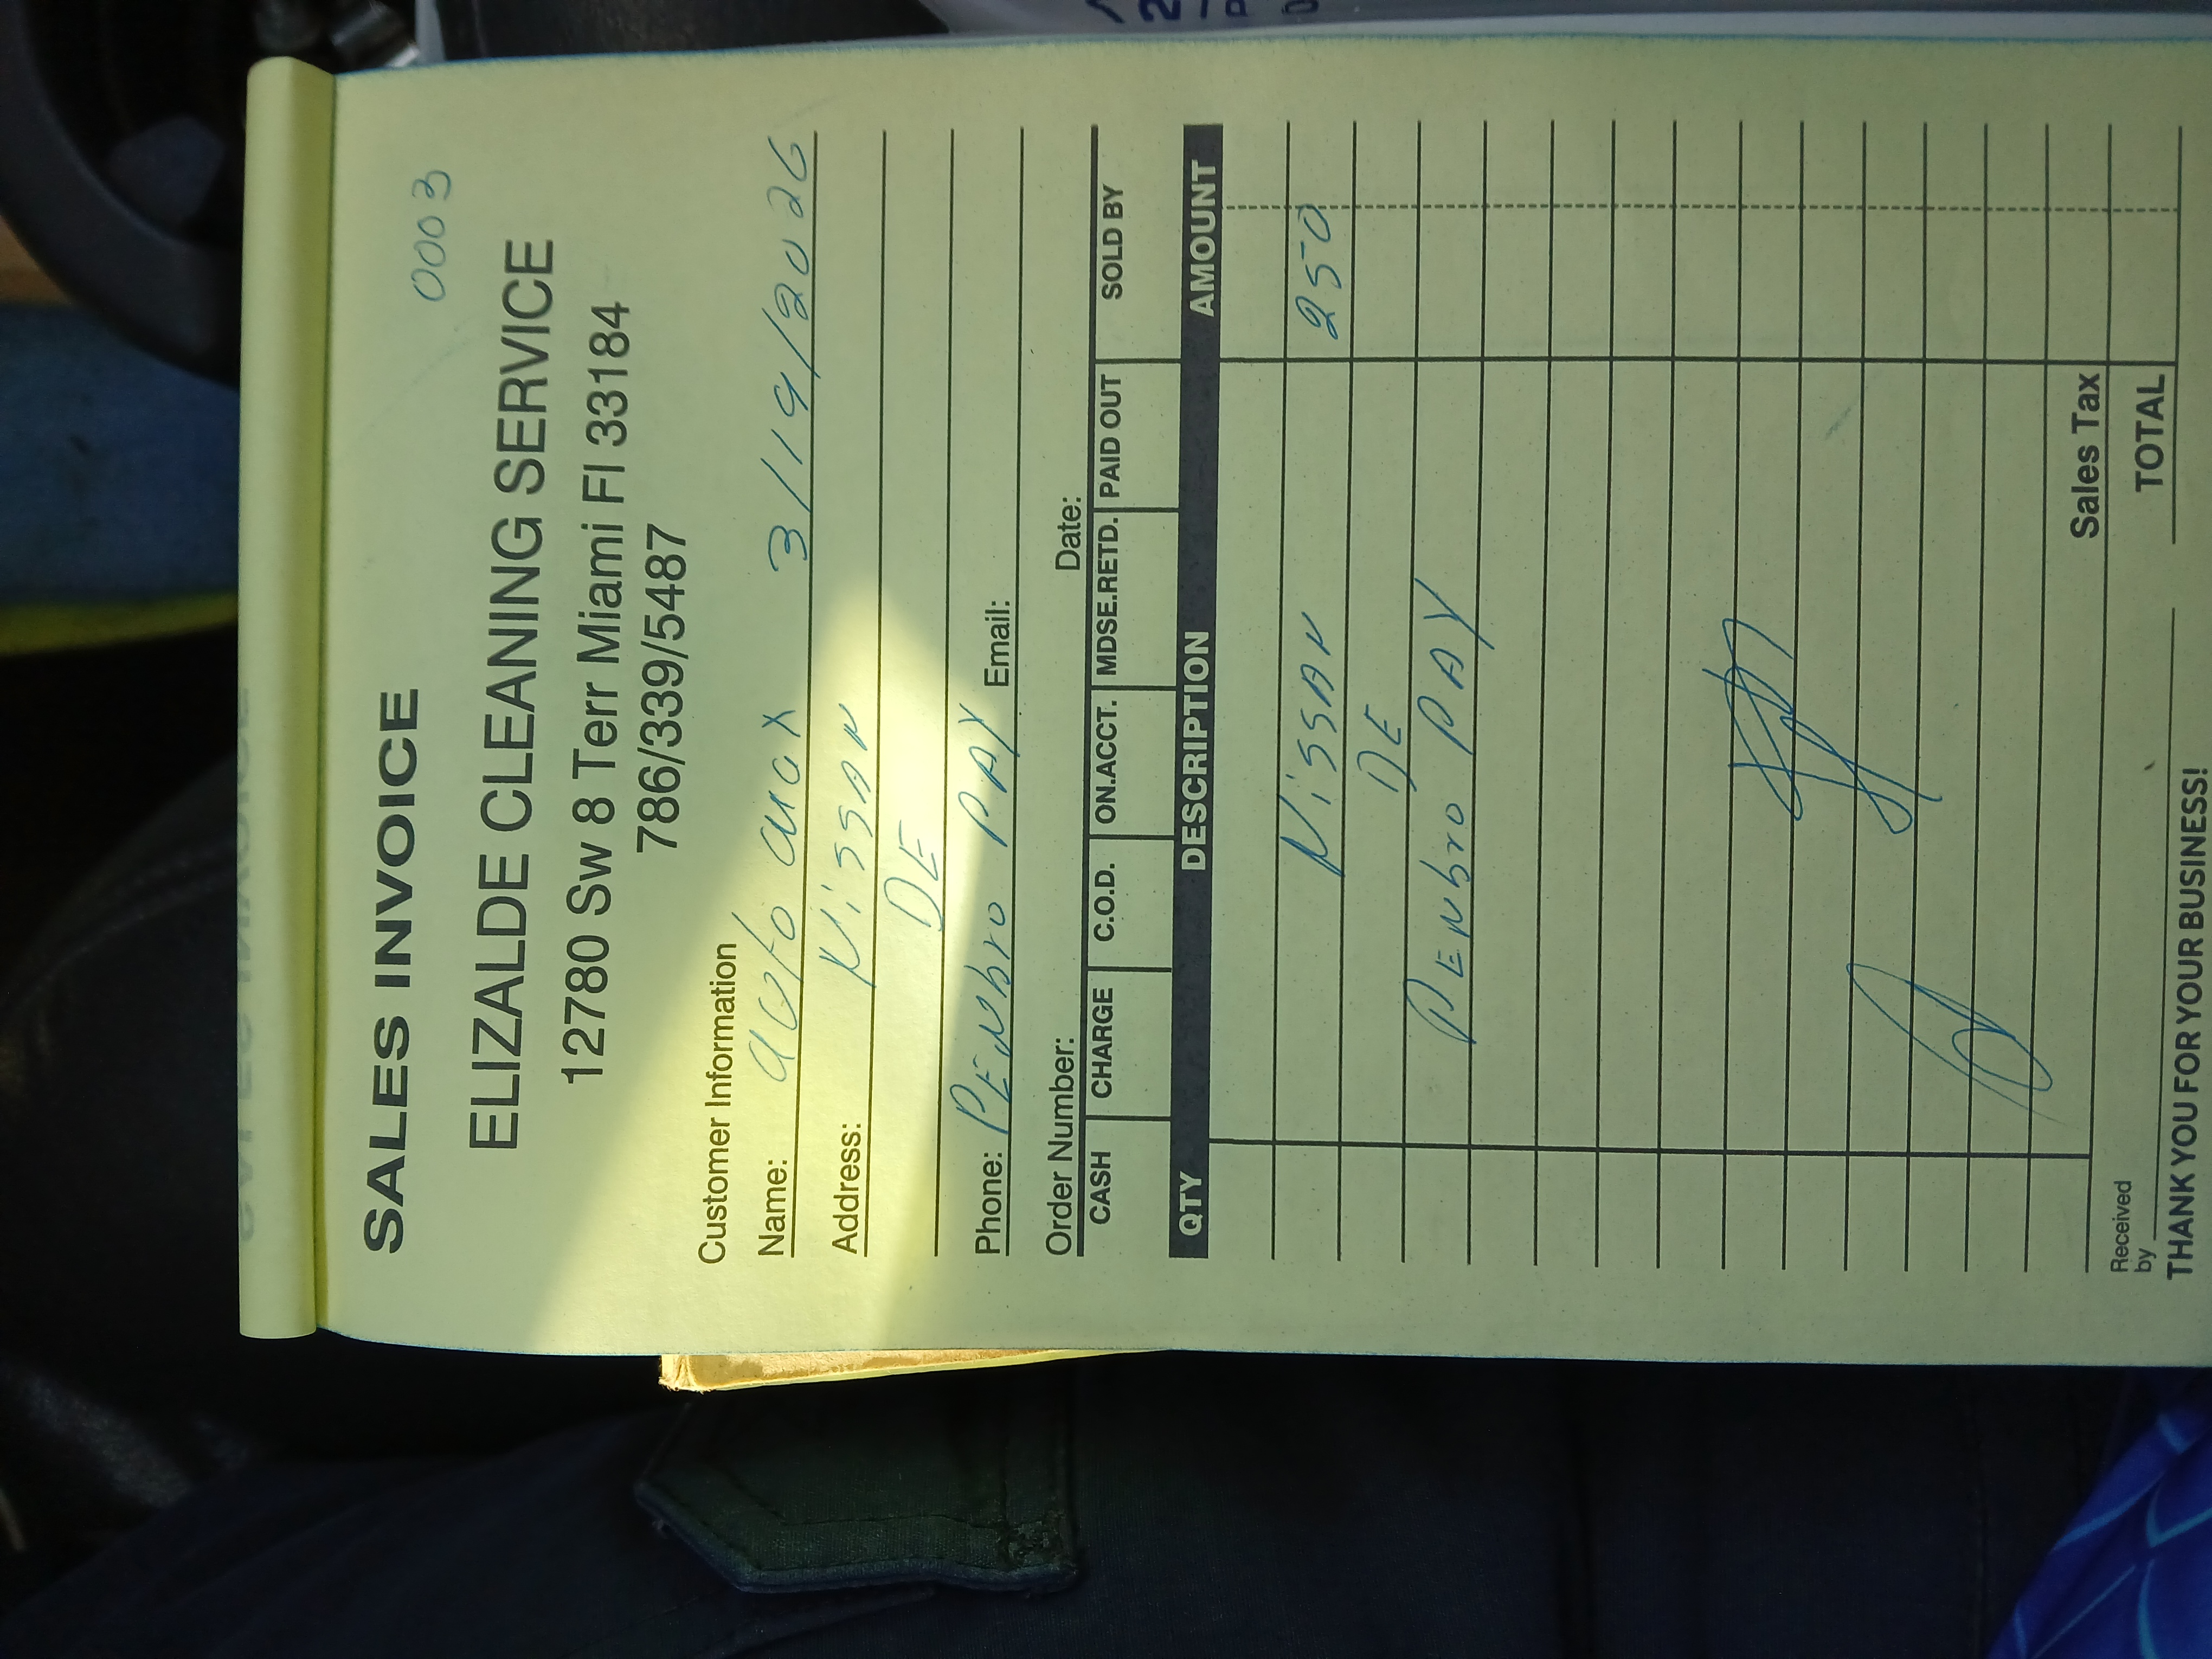 SALES INVOICE
0003
ELIZALDE CLEANING SERVICE
12780 Sw 8 Terr Miami Fl 33184
786/339/5487
Customer Information
Name: auto auax 3/19/2026
Address: NissAN
DE
Phone: PENbro PAY Email:
Order Number: Date:
CASH CHARGE C.O.D. ON.ACCT. MDSE.RETD. PAID OUT SOLD BY
QTY DESCRIPTION AMOUNT
NissAN 250
DE
PENbro PAY
Sales Tax
Received
by
TOTAL
THANK YOU FOR YOUR BUSINESS!